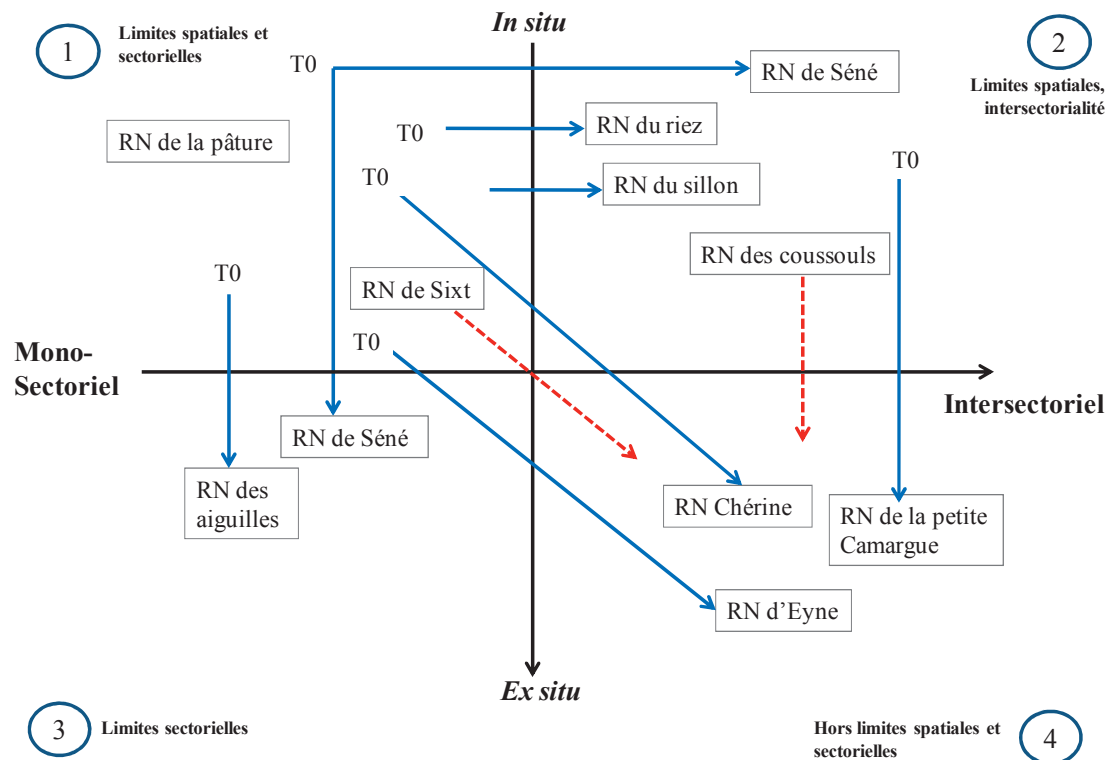 In situ
1
Limites spatiales et
sectorielles
2
Limites spatiales,
intersectorialité
T0
RN de Séné
T0
RN du riez
RN de la pâture
T0
T0
RN du sillon
RN des coussouls
T0
RN de Sixt
T0
Mono-
Sectoriel
Intersectoriel
RN de Séné
RN des
aiguilles
RN Chérine
RN de la petite
Camargue
RN d’Eyne
Ex situ
3
Limites sectorielles
Hors limites spatiales et
sectorielles
4